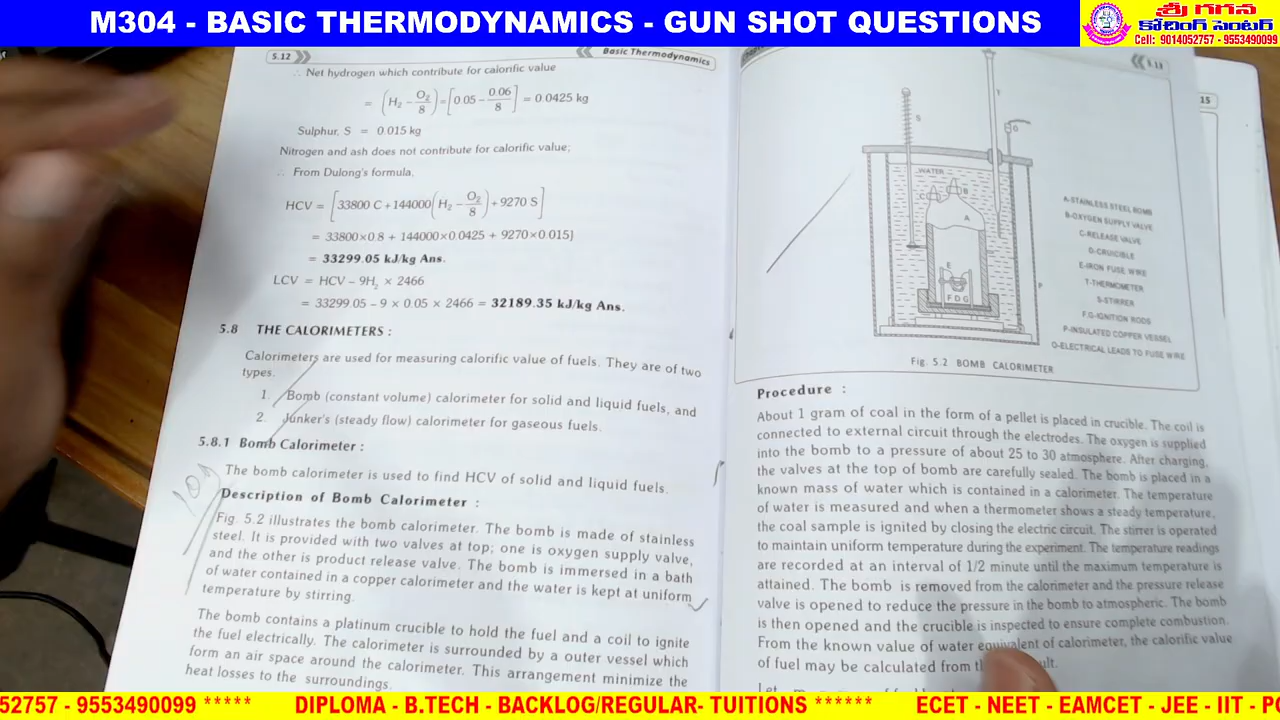 M304 - BASIC THERMODYNAMICS - GUN SHOT QUESTIONS
శ్రీ గగన
కోచింగ్ సెంటర్
Cell: 9014052757 - 9553490099
5.12
Basic Thermodynamics
∴ Net hydrogen which contribute for calorific value
= (H₂ − O₂/8) = [0.05 − 0.06/8] = 0.0425 kg
Sulphur, S = 0.015 kg
Nitrogen and ash does not contribute for calorific value;
∴ From Dulong's formula,
HCV = [33800 C + 144000(H₂ − O₂/8) + 9270 S]
= 33800×0.8 + 144000×0.0425 + 9270×0.015]
= 33299.05 kJ/kg Ans.
LCV = HCV − 9H₂ × 2466
= 33299.05 − 9 × 0.05 × 2466 = 32189.35 kJ/kg Ans.
5.8 THE CALORIMETERS :
Calorimeters are used for measuring calorific value of fuels. They are of two
types.
1. Bomb (constant volume) calorimeter for solid and liquid fuels, and
2. Junker's (steady flow) calorimeter for gaseous fuels.
5.8.1 Bomb Calorimeter :
The bomb calorimeter is used to find HCV of solid and liquid fuels.
Description of Bomb Calorimeter :
Fig. 5.2 illustrates the bomb calorimeter. The bomb is made of stainless
steel. It is provided with two valves at top; one is oxygen supply valve,
and the other is product release valve. The bomb is immersed in a bath
of water contained in a copper calorimeter and the water is kept at uniform
temperature by stirring.
The bomb contains a platinum crucible to hold the fuel and a coil to ignite
the fuel electrically. The calorimeter is surrounded by a outer vessel which
form an air space around the calorimeter. This arrangement minimize the
heat losses to the surroundings.
5.13
15
T
S
O
WATER
B
C
A
E
P
F D G
A-STAINLESS STEEL BOMB
B-OXYGEN SUPPLY VALVE
C-RELEASE VALVE
D-CRUICIBLE
E-IRON FUSE WIRE
T-THERMOMETER
S-STIRRER
F,G-IGNITION RODS
P-INSULATED COPPER VESSEL
O-ELECTRICAL LEADS TO FUSE WIRE
Fig. 5.2 BOMB CALORIMETER
Procedure :
About 1 gram of coal in the form of a pellet is placed in crucible. The coil is
connected to external circuit through the electrodes. The oxygen is supplied
into the bomb to a pressure of about 25 to 30 atmosphere. After charging,
the valves at the top of bomb are carefully sealed. The bomb is placed in a
known mass of water which is contained in a calorimeter. The temperature
of water is measured and when a thermometer shows a steady temperature,
the coal sample is ignited by closing the electric circuit. The stirrer is operated
to maintain uniform temperature during the experiment. The temperature readings
are recorded at an interval of 1/2 minute until the maximum temperature is
attained. The bomb is removed from the calorimeter and the pressure release
valve is opened to reduce the pressure in the bomb to atmospheric. The bomb
is then opened and the crucible is inspected to ensure complete combustion.
From the known value of water equivalent of calorimeter, the calorific value
of fuel may be calculated from
52757 - 9553490099 ***** DIPLOMA - B.TECH - BACKLOG/REGULAR- TUITIONS ****** ECET - NEET - EAMCET - JEE - IIT - PO